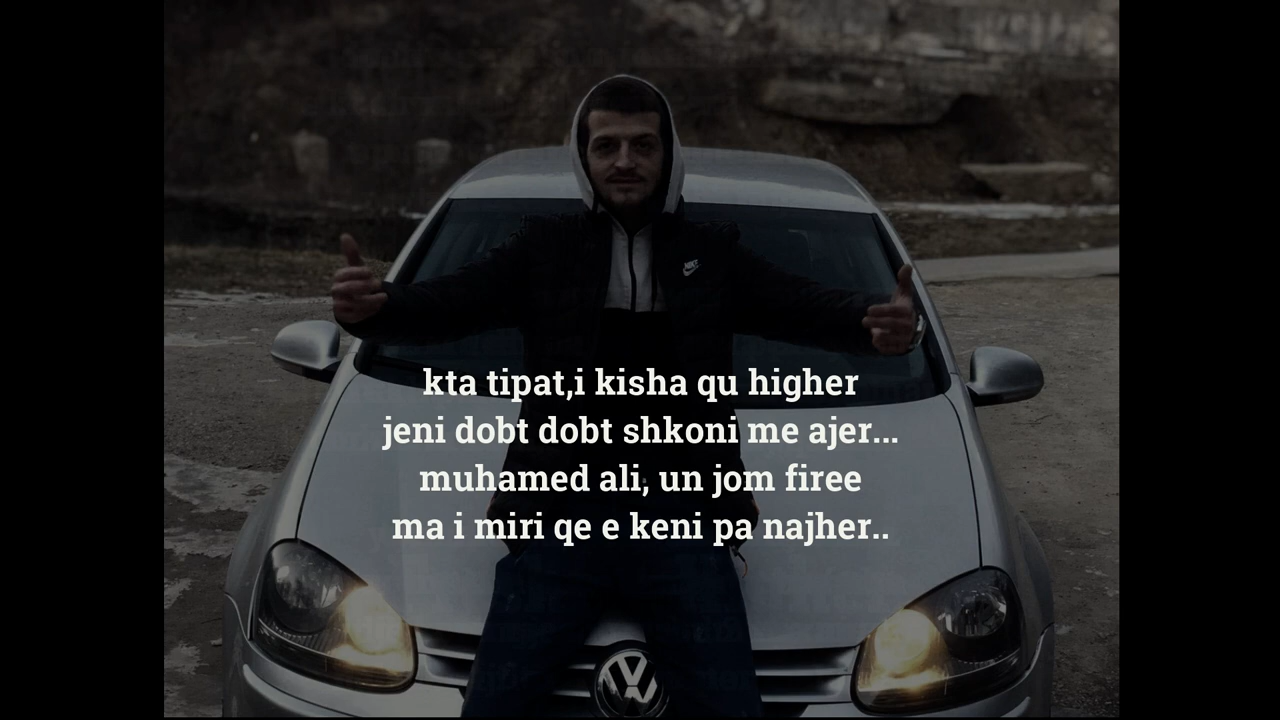 kta tipat,i kisha qu higher
jeni dobt dobt shkoni me ajer...
muhamed ali, un jom firee
ma i miri qe e keni pa najher..